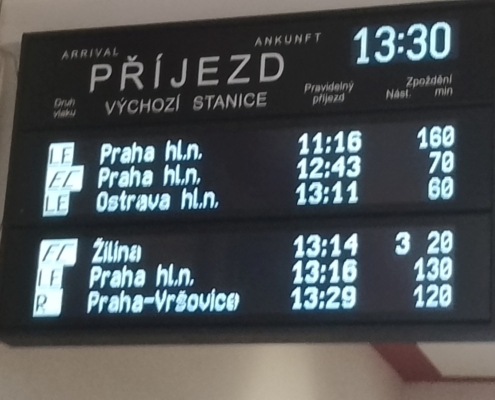 ARRIVAL ANKUNFT 13:30
PŘÍJEZD
Druh vlaku VÝCHOZÍ STANICE Pravidelný příjezd Nást. Zpoždění min
LE Praha hl.n. 11:16 160
EC Praha hl.n. 12:43 70
LE Ostrava hl.n. 13:11 60
EC Žilina 13:14 3 20
LE Praha hl.n. 13:16 130
R Praha-Vršovice 13:29 120